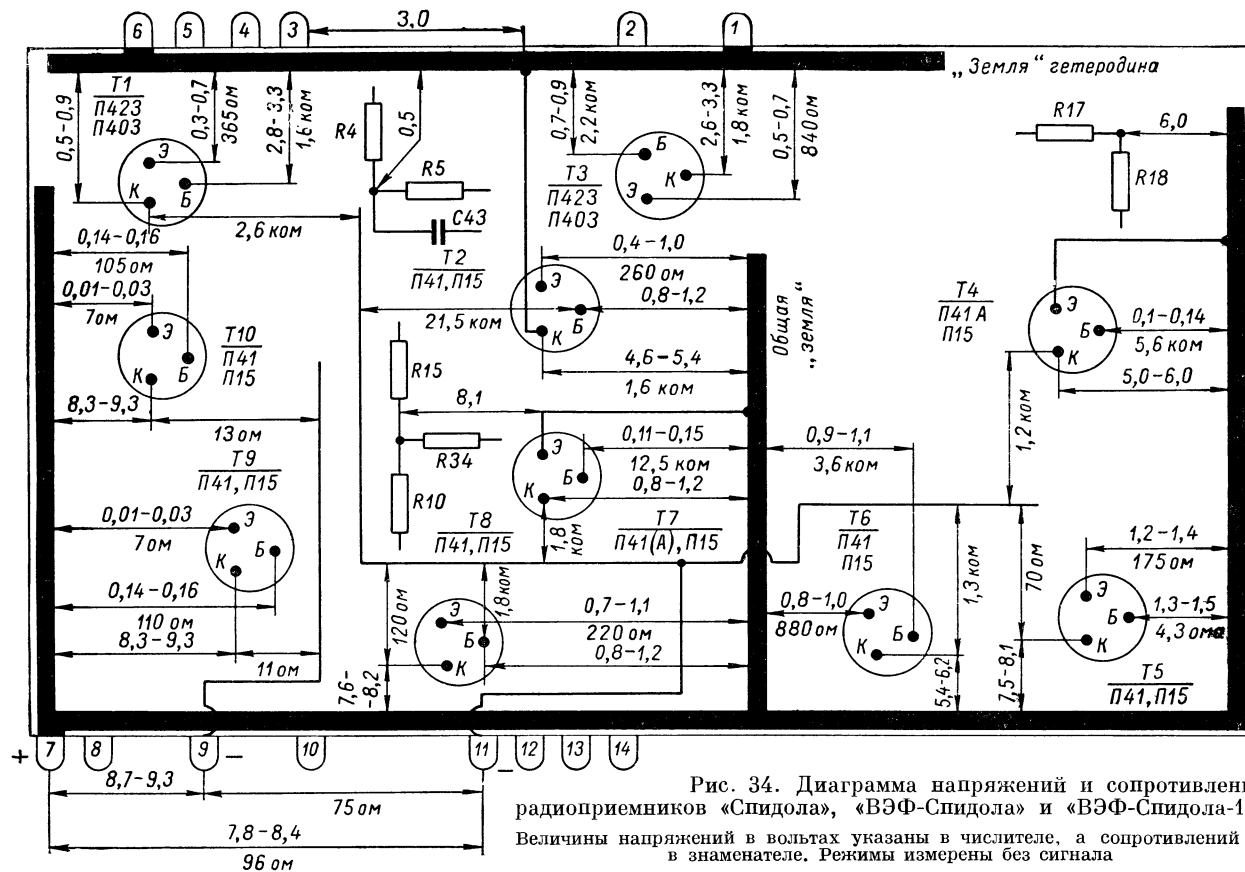 6
5
4
3
3,0
2
1
„Земля“ гетеродина
0,5–0,9
Т1
П423
П403
0,3–0,7
365 ом
2,8–3,3
1,6 ком
R4
0,5
0,7–0,9
2,2 ком
2,6–3,3
1,8 ком
0,5–0,7
840 ом
R17
6,0
R18
Э
К
Б
R5
С43
Т3
П423
П403
Б
К
Э
2,6 ком
0,14–0,16
105 ом
0,01–0,03
7 ом
Т2
П41, П15
0,4–1,0
260 ом
0,8–1,2
21,5 ком
Э
Б
К
4,6–5,4
1,6 ком
Общая
„земля“
Т4
П41 А
П15
Э
Б
К
0,1–0,14
5,6 ком
5,0–6,0
1,2 ком
Т10
П41
П15
Э
К
Б
8,3–9,3
13 ом
R15
8,1
R34
R10
Э
Б
К
0,11–0,15
12,5 ком
0,8–1,2
0,9–1,1
3,6 ком
Т9
П41, П15
0,01–0,03
7 ом
Э
Б
К
0,14–0,16
110 ом
8,3–9,3
11 ом
Т8
П41, П15
1,8
ком
Т7
П41(А), П15
Т6
П41
П15
1,3 ком
70 ом
1,2–1,4
175 ом
120 ом
1,8 ком
0,7–1,1
220 ом
0,8–1,2
Э
Б
К
7,6–
–8,2
0,8–1,0
880 ом
Э
Б
К
5,4–6,2
7,5–8,1
Э
Б
К
1,3–1,5
4,3 ома
Т5
П41, П15
+
7
8
9
–
10
11
–
12
13
14
8,7–9,3
75 ом
7,8–8,4
96 ом
Рис. 34. Диаграмма напряжений и сопротивлени
радиоприемников «Спидола», «ВЭФ-Спидола» и «ВЭФ-Спидола-1
Величины напряжений в вольтах указаны в числителе, а сопротивлений
в знаменателе. Режимы измерены без сигнала